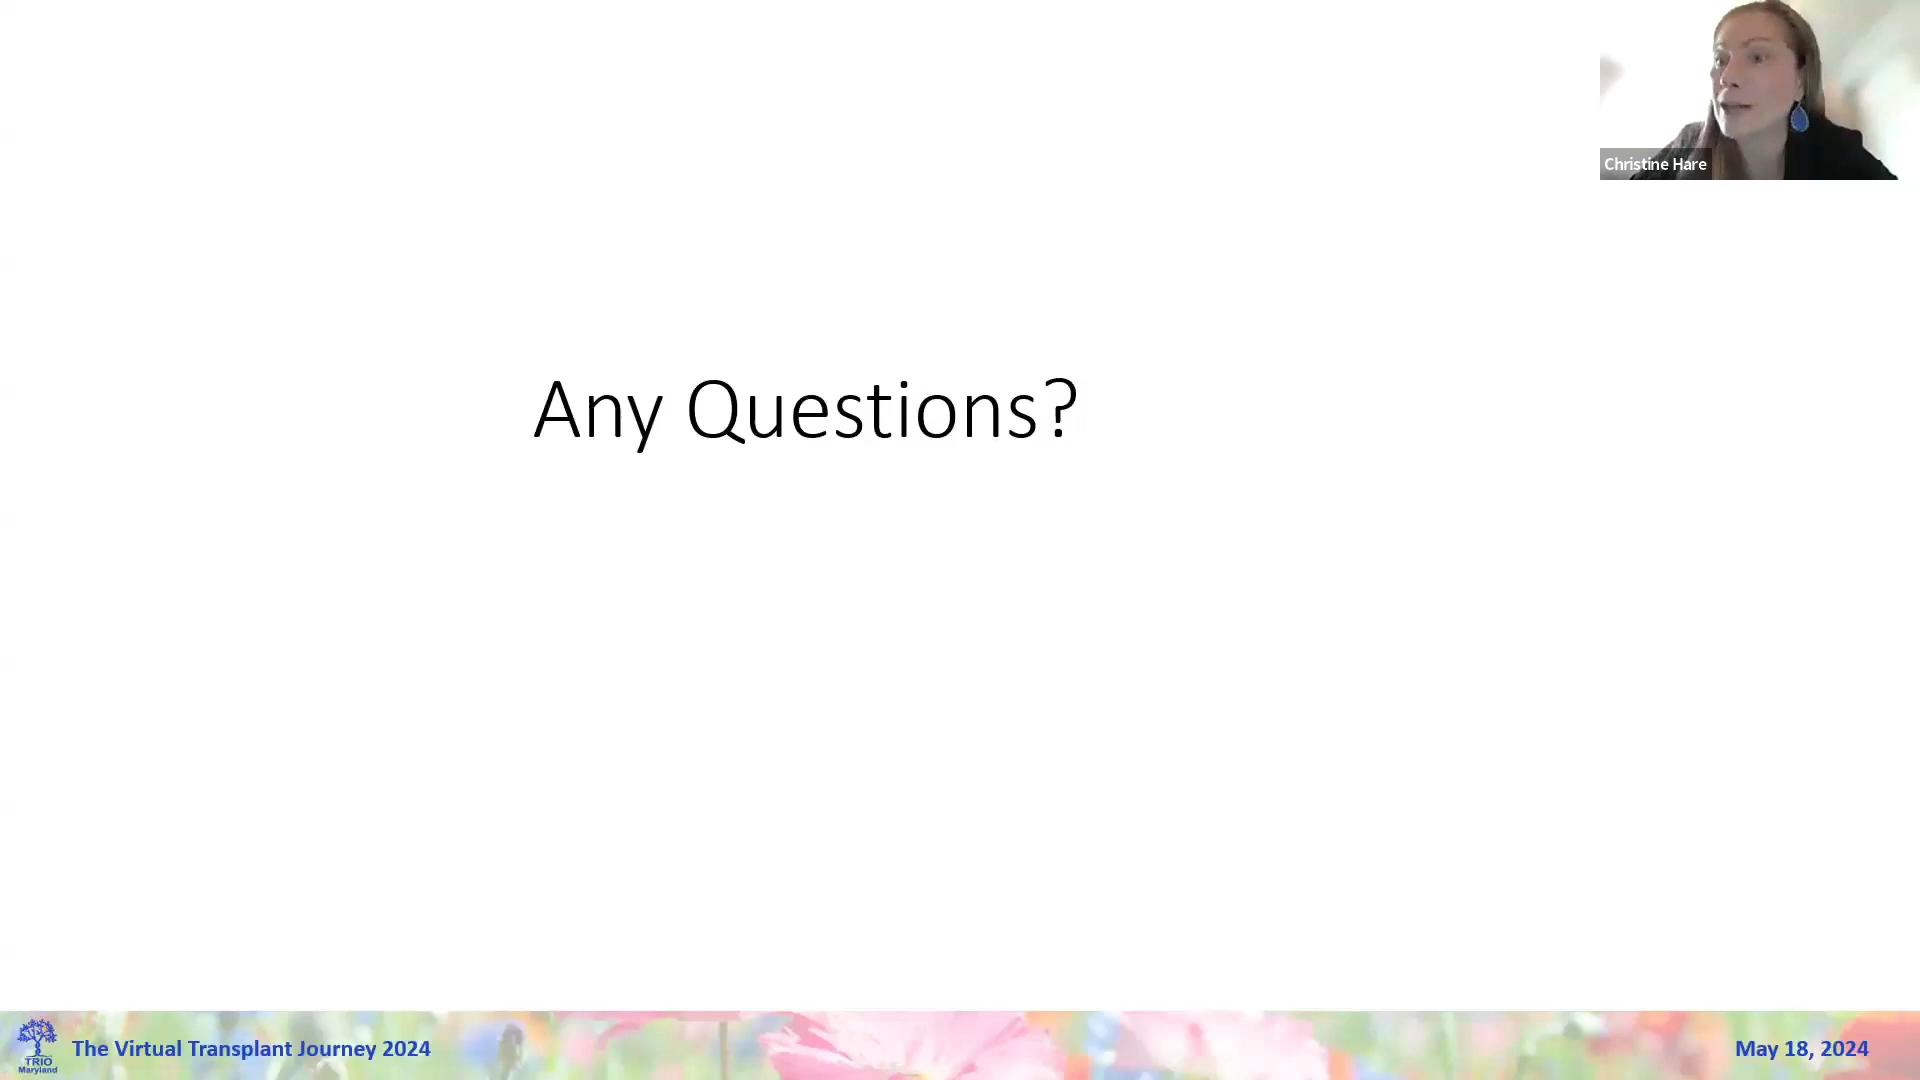 Christine Hare
Any Questions?
TRIO
Maryland
The Virtual Transplant Journey 2024
May 18, 2024